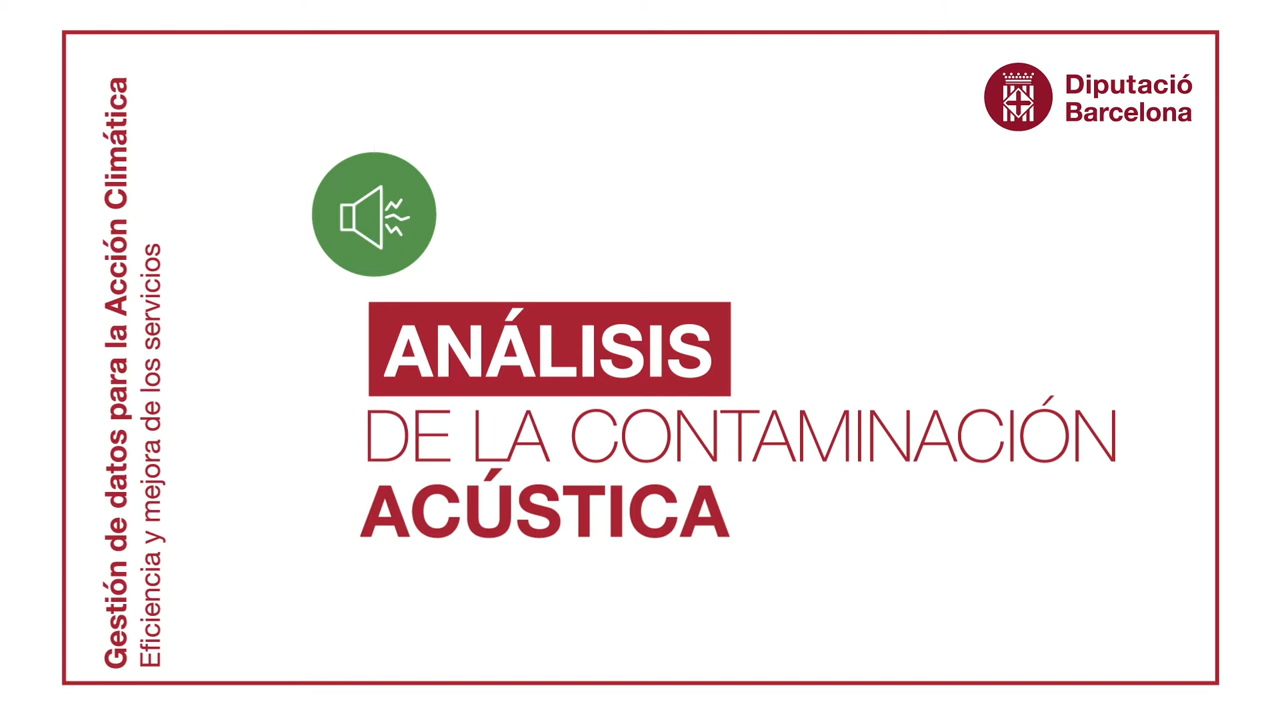 Gestión de datos para la Acción Climática
Eficiencia y mejora de los servicios
Diputació
Barcelona
ANÁLISIS
DE LA CONTAMINACIÓN
ACÚSTICA